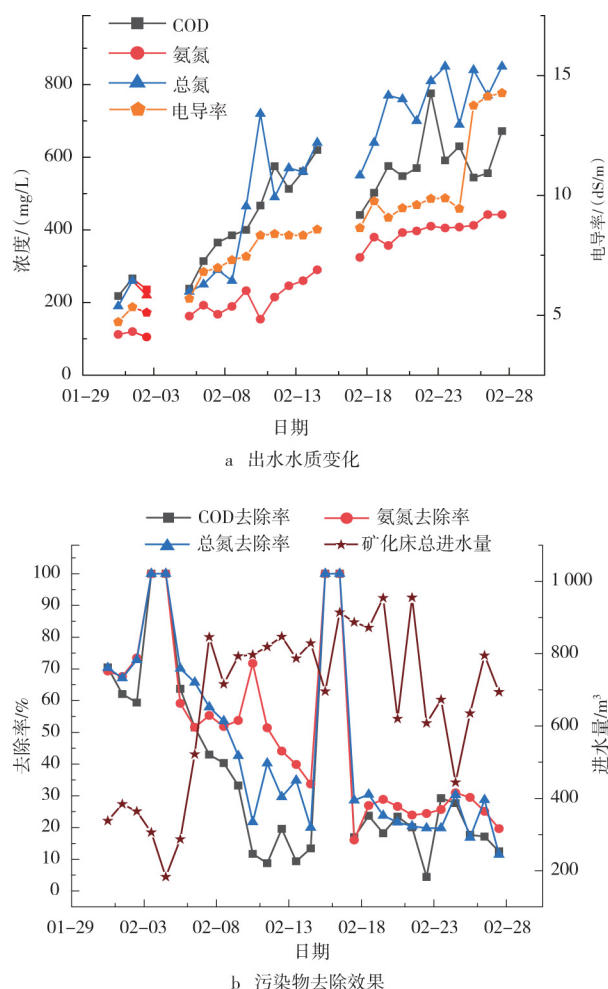 COD
氨氮
总氮
电导率
浓度/(mg/L)
800
600
400
200
0
15
10
5
电导率/(dS/m)
01-29 02-03 02-08 02-13 02-18 02-23 02-28
日期
a 出水水质变化
COD去除率 氨氮去除率
总氮去除率 矿化床总进水量
去除率/%
100
90
80
70
60
50
40
30
20
10
0
1 000
800
600
400
200
进水量/m³
01-29 02-03 02-08 02-13 02-18 02-23 02-28
日期
b 污染物去除效果